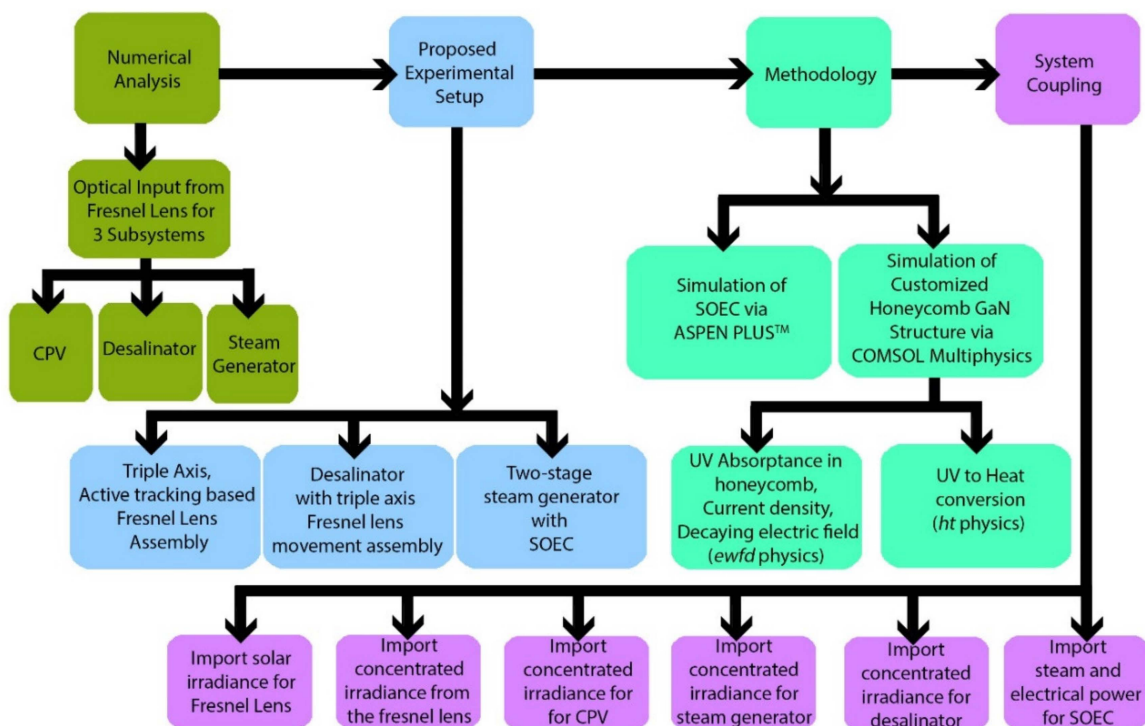 Numerical
Analysis
Proposed
Experimental
Setup
Methodology
System
Coupling
Optical Input from
Fresnel Lens for
3 Subsystems
CPV
Desalinator
Steam
Generator
Simulation of
SOEC via
ASPEN PLUS™
Simulation of
Customized
Honeycomb GaN
Structure via
COMSOL Multiphysics
Triple Axis,
Active tracking based
Fresnel Lens
Assembly
Desalinator
with triple axis
Fresnel lens
movement assembly
Two-stage
steam generator
with
SOEC
UV Absorptance in
honeycomb,
Current density,
Decaying electric field
(ewfd physics)
UV to Heat
conversion
(ht physics)
Import solar
irradiance for
Fresnel Lens
Import
concentrated
irradiance from
the fresnel lens
Import
concentrated
irradiance for
for CPV
Import
concentrated
irradiance for
steam generator
Import
concentrated
irradiance for
desalinator
Import
steam and
electrical power
for SOEC